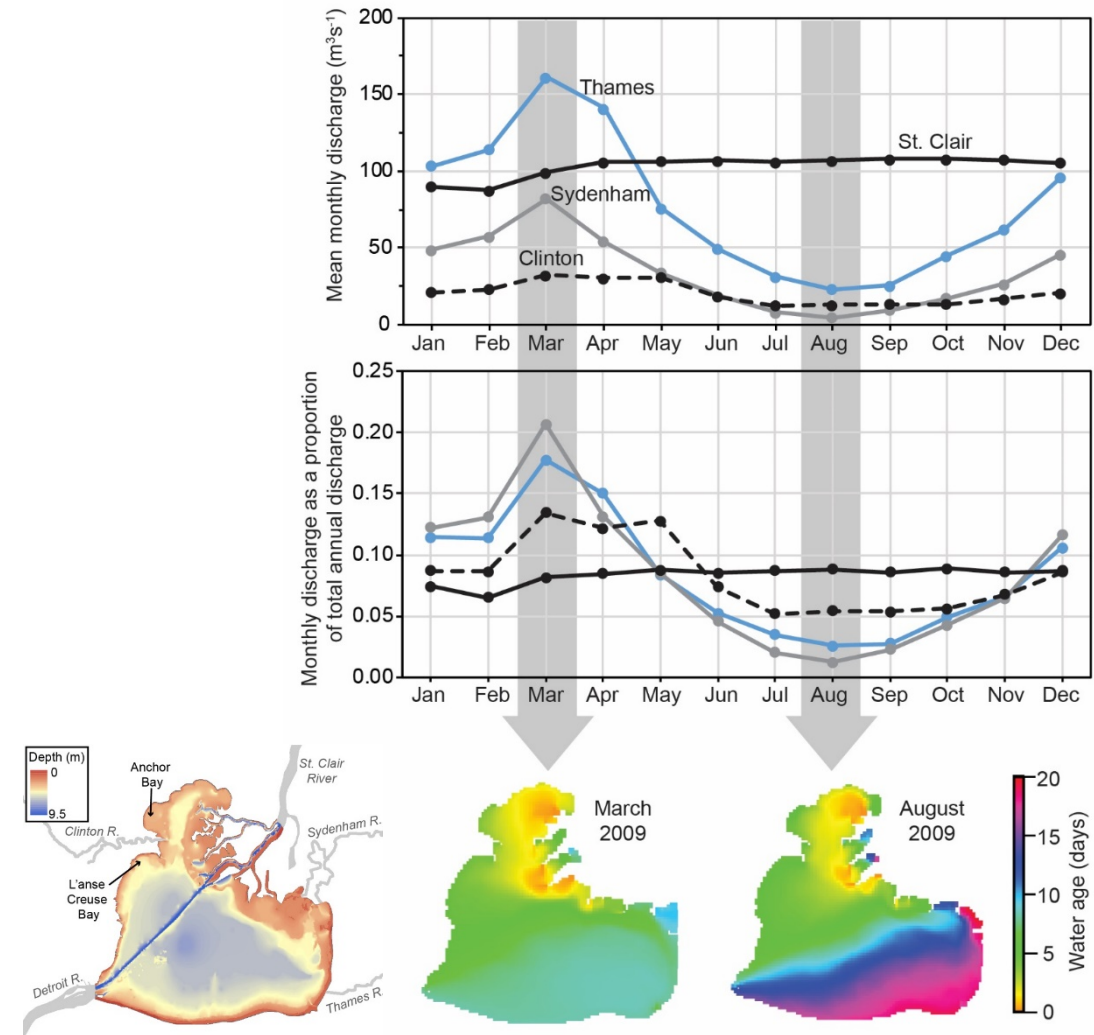 Mean monthly discharge (m³s⁻¹)
200
150
100
50
0
Thames
St. Clair
Sydenham
Clinton
Jan Feb Mar Apr May Jun Jul Aug Sep Oct Nov Dec
Monthly discharge as a proportion
of total annual discharge
0.25
0.20
0.15
0.10
0.05
0.00
Jan Feb Mar Apr May Jun Jul Aug Sep Oct Nov Dec
Depth (m)
0
9.5
Anchor
Bay
St. Clair
River
Clinton R.
Sydenham R.
L'anse
Creuse
Bay
Detroit R.
Thames R.
March
2009
August
2009
20
15
10
5
0
Water age (days)